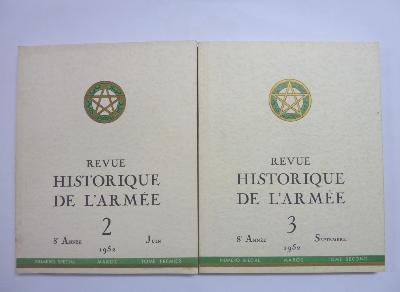 REVUE
HISTORIQUE
DE L'ARMÉE
2
8e ANNÉE
JUIN
1952
NUMÉRO SPÉCIAL MAROC TOME PREMIER
REVUE
HISTORIQUE
DE L'ARMÉE
3
8e ANNÉE
SEPTEMBRE
1952
NUMÉRO SPÉCIAL MAROC TOME SECOND